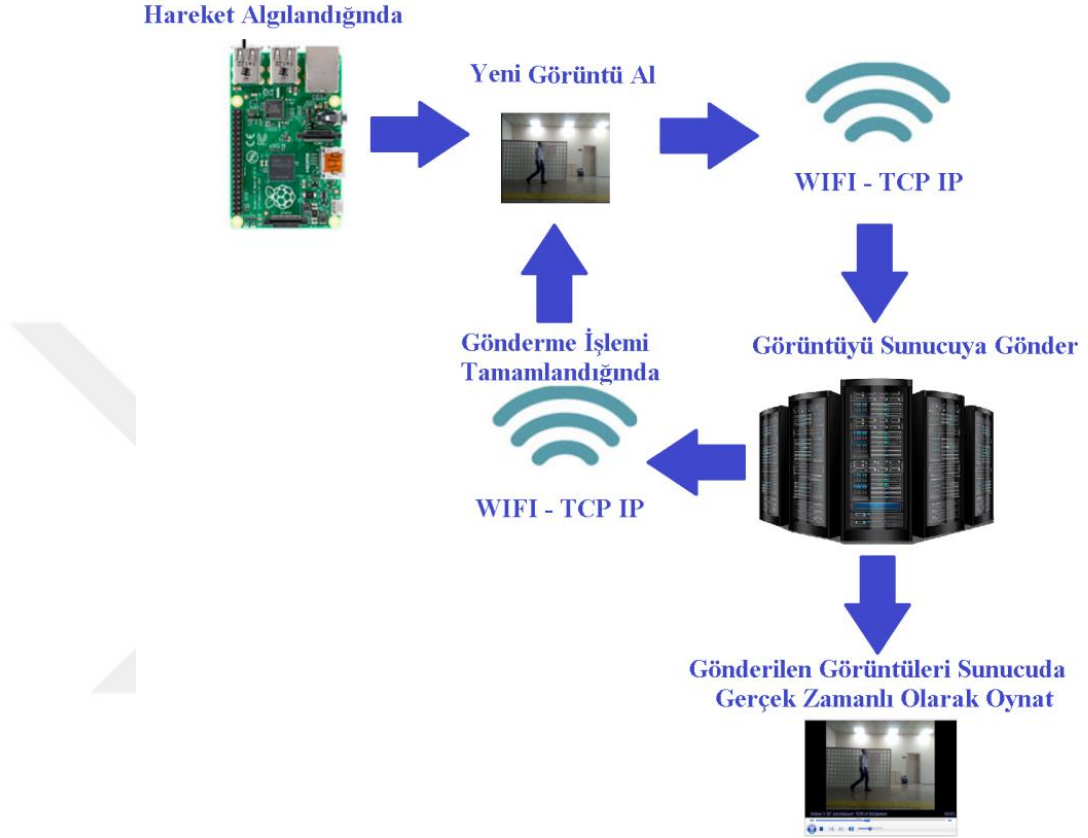 Hareket Algılandığında
Yeni Görüntü Al
WIFI - TCP IP
Gönderme İşlemi
Tamamlandığında
Görüntüyü Sunucuya Gönder
WIFI - TCP IP
Gönderilen Görüntüleri Sunucuda
Gerçek Zamanlı Olarak Oynat